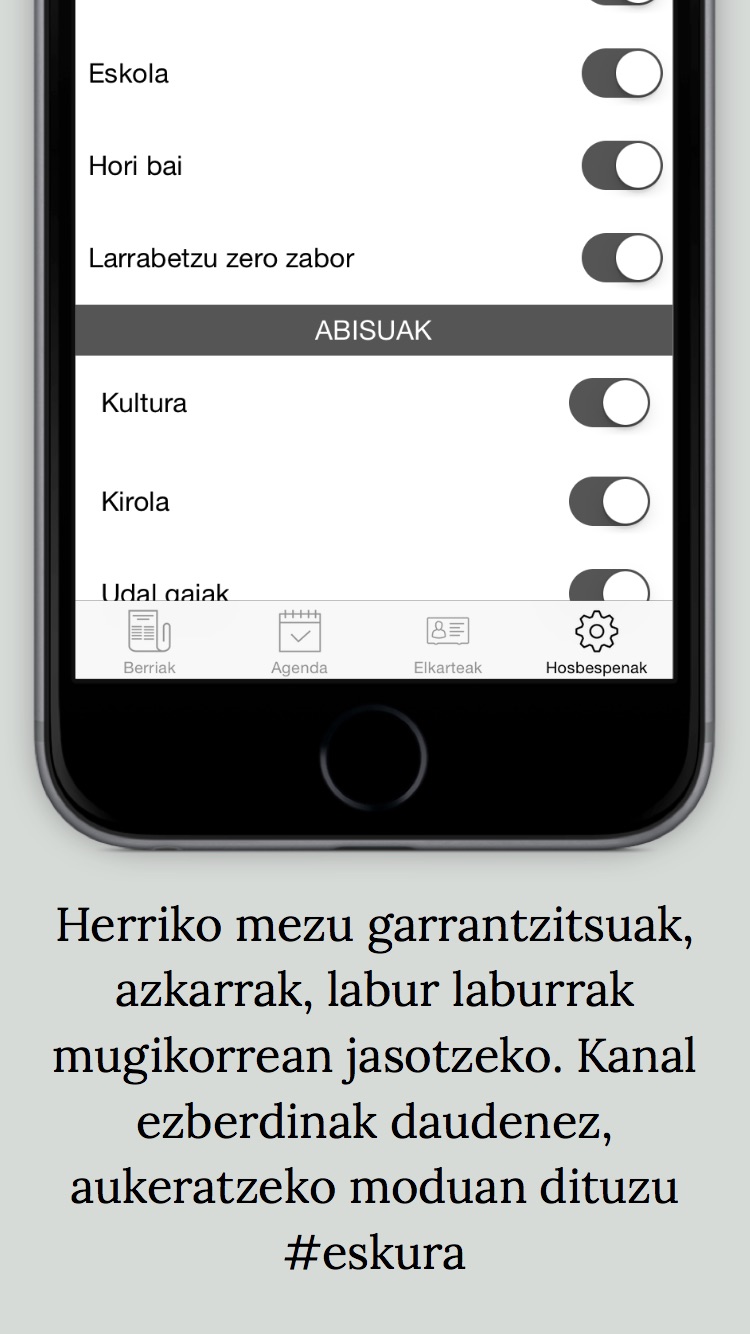 Eskola
Hori bai
Larrabetzu zero zabor
ABISUAK
Kultura
Kirola
Udal gaiak
Berriak
Agenda
Elkarteak
Hosbespenak
Herriko mezu garrantzitsuak,
azkarrak, labur laburrak
mugikorrean jasotzeko. Kanal
ezberdinak daudenez,
aukeratzeko moduan dituzu
#eskura